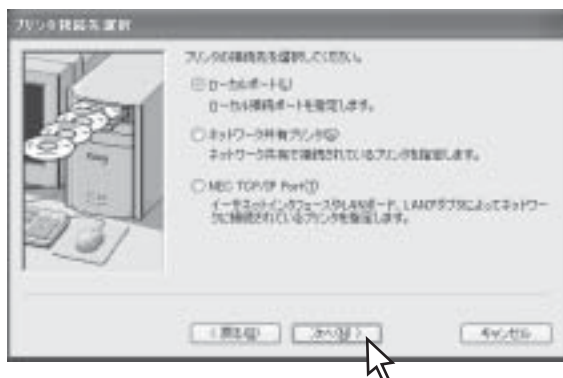 プリンタ接続先選択
プリンタの接続先を選択してください。
ローカルポート(L)
ローカル接続ポートを指定します。
ネットワーク共有プリンタ(S)
ネットワーク共有で接続されているプリンタを指定します。
NEC TCP/IP Port(T)
イーサネットインタフェースやLANボード、LANアダプタによってネットワー
クに接続されているプリンタを指定します。
< 戻る(B)
次へ(N) >
キャンセル